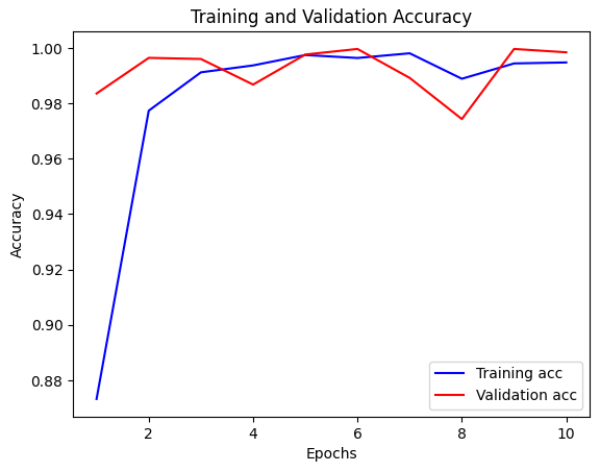 Training and Validation Accuracy
1.00
0.98
0.96
0.94
0.92
0.90
0.88
Accuracy
Training acc
Validation acc
2 4 6 8 10
Epochs